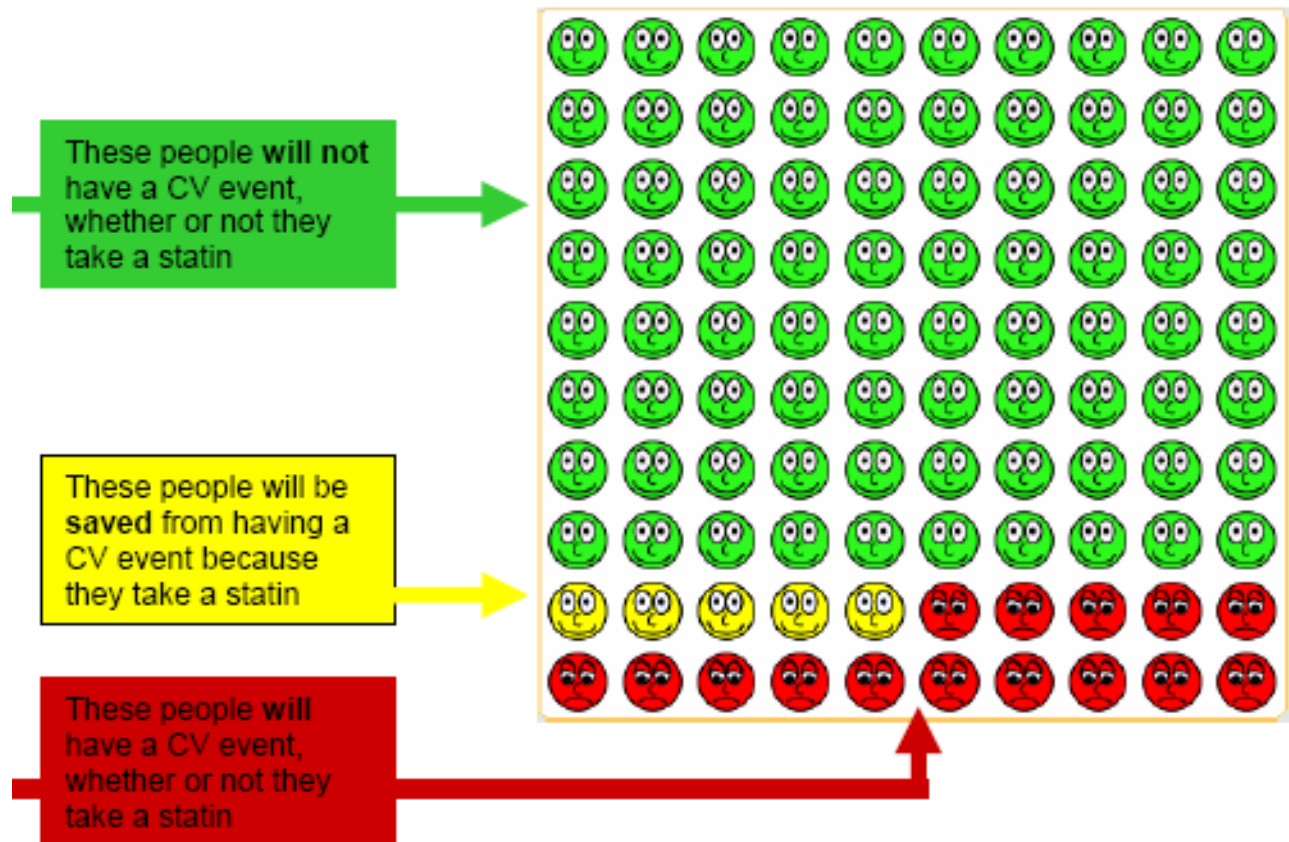 These people will not
have a CV event,
whether or not they
take a statin
These people will be
saved from having a
CV event because
they take a statin
These people will
have a CV event,
whether or not they
take a statin